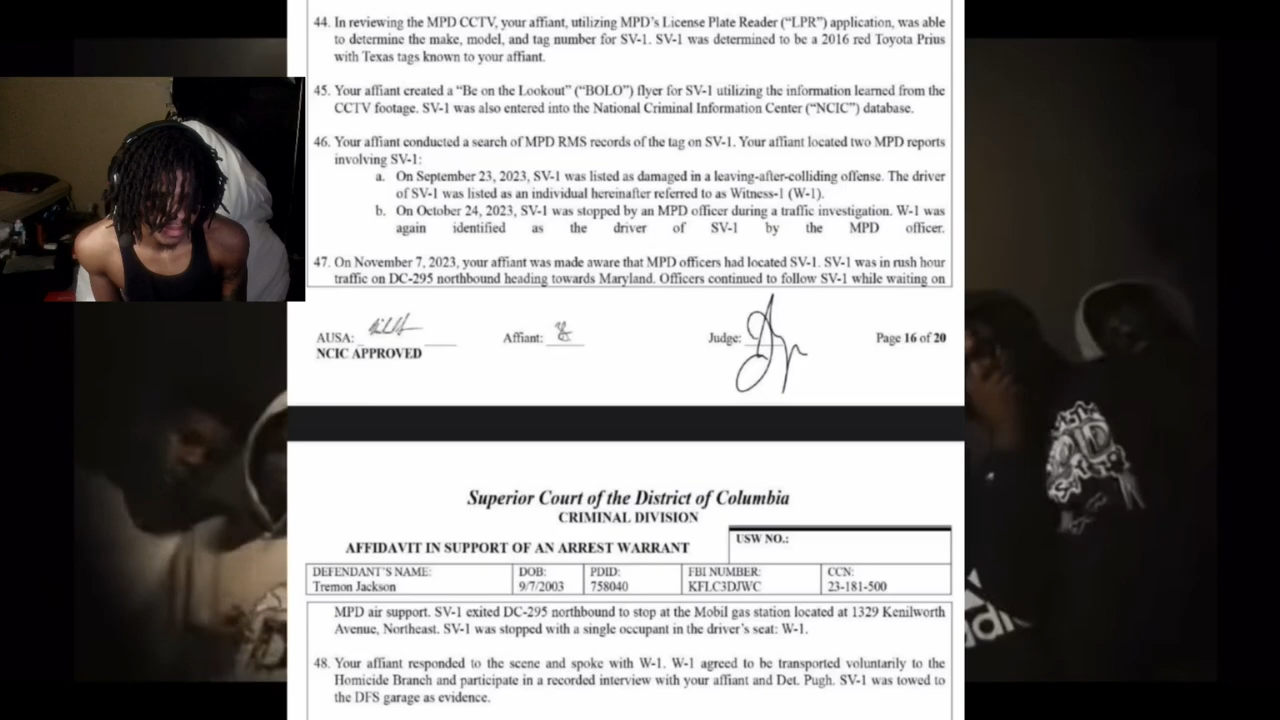 44. In reviewing the MPD CCTV, your affiant, utilizing MPD's License Plate Reader ("LPR") application, was able
to determine the make, model, and tag number for SV-1. SV-1 was determined to be a 2016 red Toyota Prius
with Texas tags known to your affiant.
45. Your affiant created a "Be on the Lookout" ("BOLO") flyer for SV-1 utilizing the information learned from the
CCTV footage. SV-1 was also entered into the National Criminal Information Center ("NCIC") database.
46. Your affiant conducted a search of MPD RMS records of the tag on SV-1. Your affiant located two MPD reports
involving SV-1:
a. On September 23, 2023, SV-1 was listed as damaged in a leaving-after-colliding offense. The driver
of SV-1 was listed as an individual hereinafter referred to as Witness-1 (W-1).
b. On October 24, 2023, SV-1 was stopped by an MPD officer during a traffic investigation. W-1 was
again identified as the driver of SV-1 by the MPD officer.
47. On November 7, 2023, your affiant was made aware that MPD officers had located SV-1. SV-1 was in rush hour
traffic on DC-295 northbound heading towards Maryland. Officers continued to follow SV-1 while waiting on
AUSA: Affiant: Judge: Page 16 of 20
NCIC APPROVED
Superior Court of the District of Columbia
CRIMINAL DIVISION
USW NO.:
AFFIDAVIT IN SUPPORT OF AN ARREST WARRANT
DEFENDANT'S NAME: DOB: PDID: FBI NUMBER: CCN:
Tremon Jackson 9/7/2003 758040 KFLC3DJWC 23-181-500
MPD air support. SV-1 exited DC-295 northbound to stop at the Mobil gas station located at 1329 Kenilworth
Avenue, Northeast. SV-1 was stopped with a single occupant in the driver's seat: W-1.
48. Your affiant responded to the scene and spoke with W-1. W-1 agreed to be transported voluntarily to the
Homicide Branch and participate in a recorded interview with your affiant and Det. Pugh. SV-1 was towed to
the DFS garage as evidence.